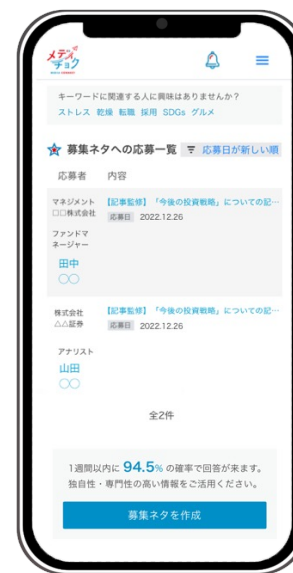 メディ
チョク
キーワードに関連する人に興味はありませんか？
ストレス 乾燥 転職 採用 SDGs グルメ
募集ネタへの応募一覧 応募日が新しい順
応募者 内容
マネジメント
□□株式会社
ファンドマ
ネージャー
田中
○○
【記事監修】「今後の投資戦略」についての記…
応募日 2022.12.26
株式会社
△△証券
アナリスト
山田
○○
【記事監修】「今後の投資戦略」についての記…
応募日 2022.12.26
全2件
1週間以内に 94.5% の確率で回答が来ます。
独自性・専門性の高い情報をご活用ください。
募集ネタを作成